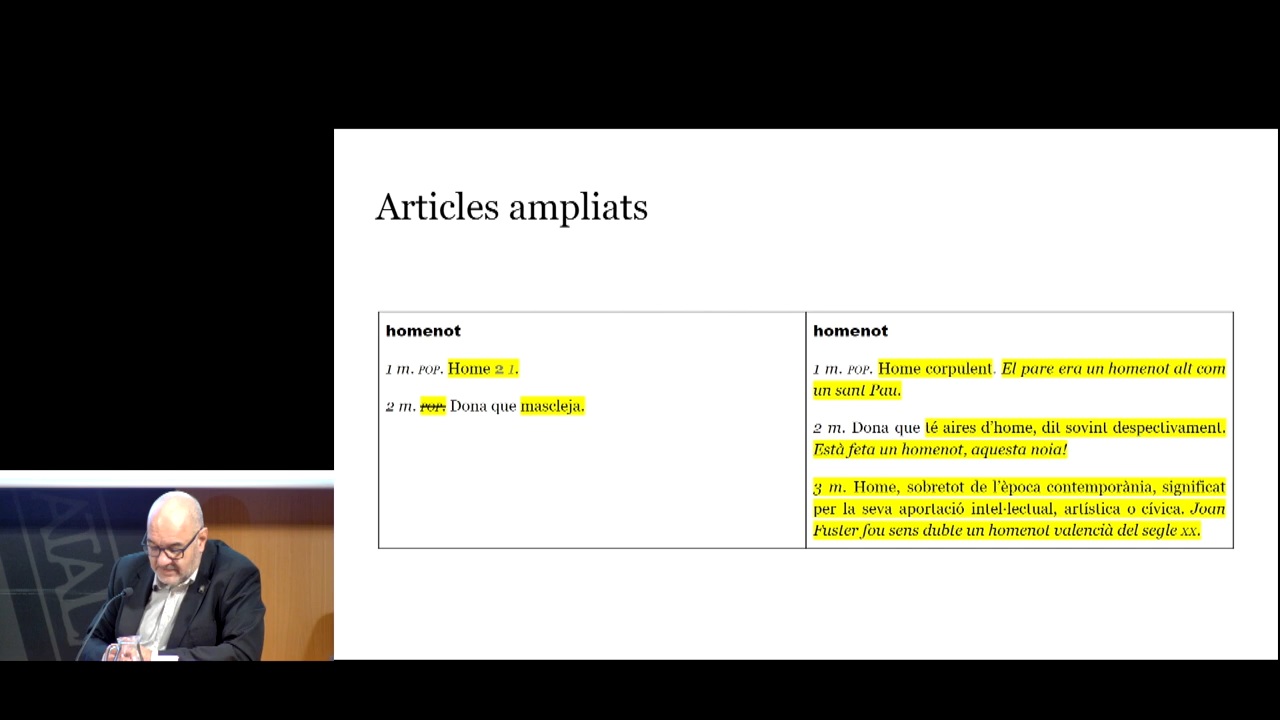 Articles ampliats
homenot
1 m. POP. Home 2 1.
2 m. POP. Dona que mascleja.
homenot
1 m. POP. Home corpulent. El pare era un homenot alt com
un sant Pau.
2 m. Dona que té aires d'home, dit sovint despectivament.
Està feta un homenot, aquesta noia!
3 m. Home, sobretot de l'època contemporània, significat
per la seva aportació intel·lectual, artística o cívica. Joan
Fuster fou sens dubte un homenot valencià del segle XX.